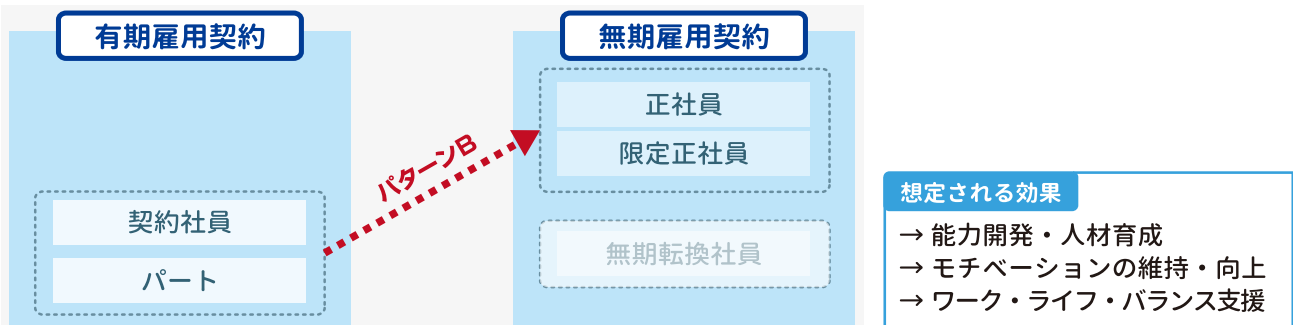 有期雇用契約
契約社員
パート
パターンB
無期雇用契約
正社員
限定正社員
無期転換社員
想定される効果
→ 能力開発・人材育成
→ モチベーションの維持・向上
→ ワーク・ライフ・バランス支援